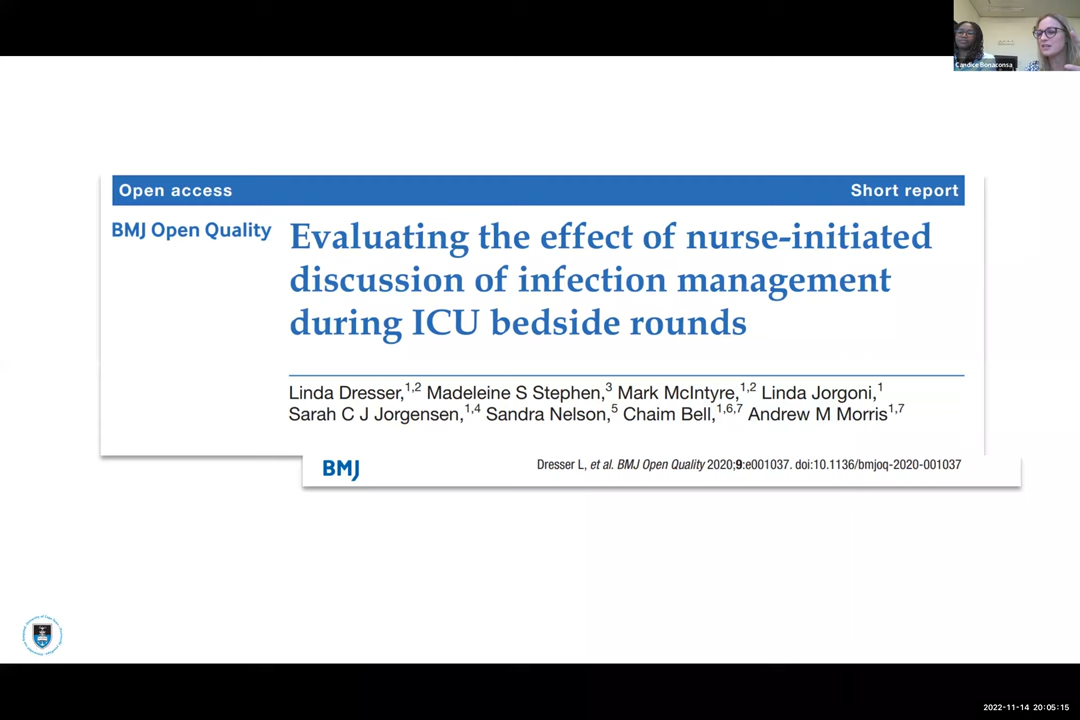 Candice Bonaconsa
Open access
Short report
BMJ Open Quality
Evaluating the effect of nurse-initiated
discussion of infection management
during ICU bedside rounds
Linda Dresser,1,2 Madeleine S Stephen,3 Mark McIntyre,1,2 Linda Jorgoni,1
Sarah C J Jorgensen,1,4 Sandra Nelson,5 Chaim Bell,1,6,7 Andrew M Morris1,7
BMJ
Dresser L, et al. BMJ Open Quality 2020;9:e001037. doi:10.1136/bmjoq-2020-001037
2022-11-14 20:05:15